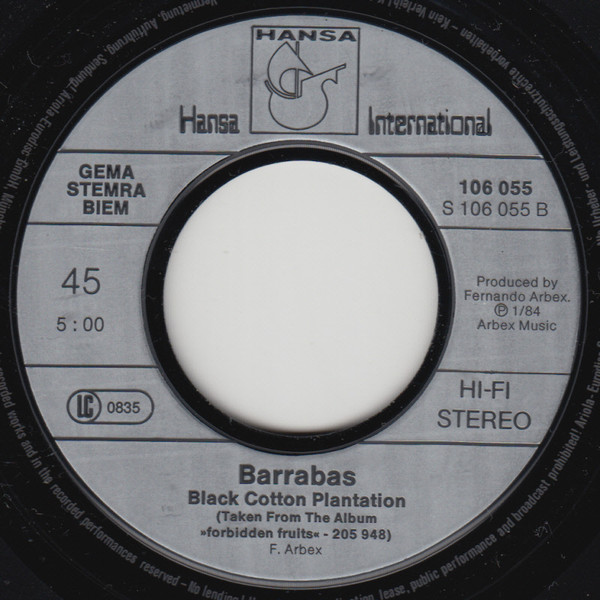 HANSA
Hansa International
GEMA
STEMRA
BIEM
106 055
S 106 055 B
45
5 : 00
Produced by
Fernando Arbex.
Ⓟ 1/84
Arbex Music
LC 0835
HI-FI
STEREO
Barrabas
Black Cotton Plantation
(Taken From The Album
»forbidden fruits« - 205 948)
F. Arbex